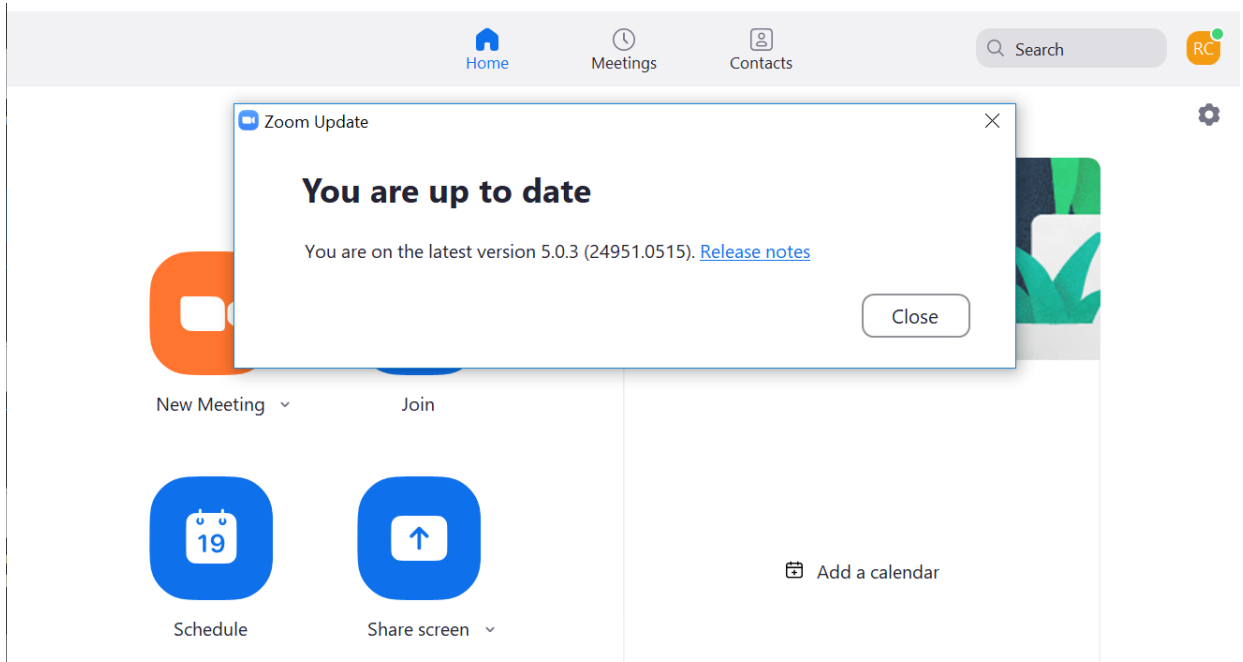 Home
Meetings
Contacts
Search
RC
Zoom Update
You are up to date
You are on the latest version 5.0.3 (24951.0515). Release notes
Close
New Meeting
Join
19
Schedule
Share screen
Add a calendar